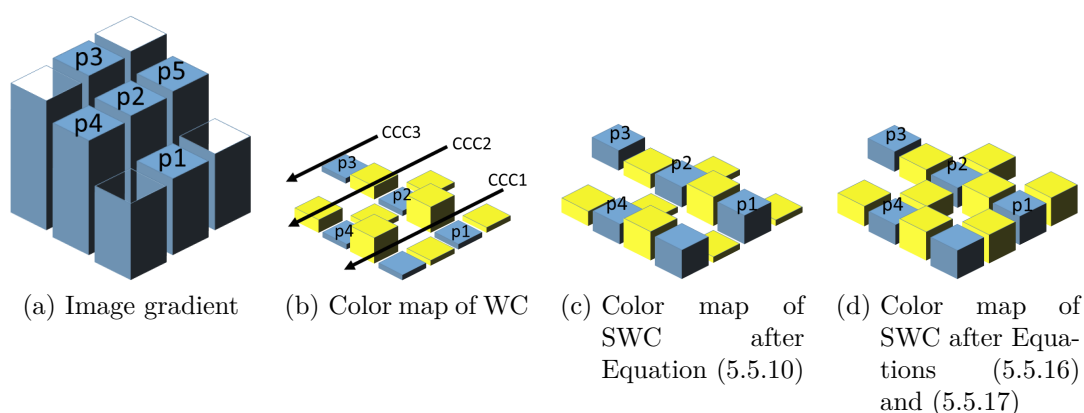 p3
p5
p2
p4
p1
CCC3
CCC2
CCC1
p3
p2
p4
p1
p3
p2
p4
p1
p3
p2
p4
p1
(a) Image gradient
(b) Color map of WC
(c) Color map of
SWC after
Equation (5.5.10)
(d) Color map of
SWC after Equa-
tions (5.5.16)
and (5.5.17)